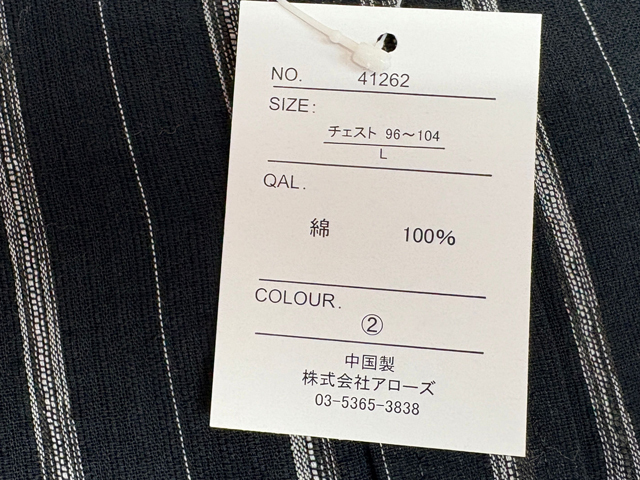 NO. 41262
SIZE:
チェスト 96～104
L
QAL.
綿 100%
COLOUR.
②
中国製
株式会社アローズ
03-5365-3838